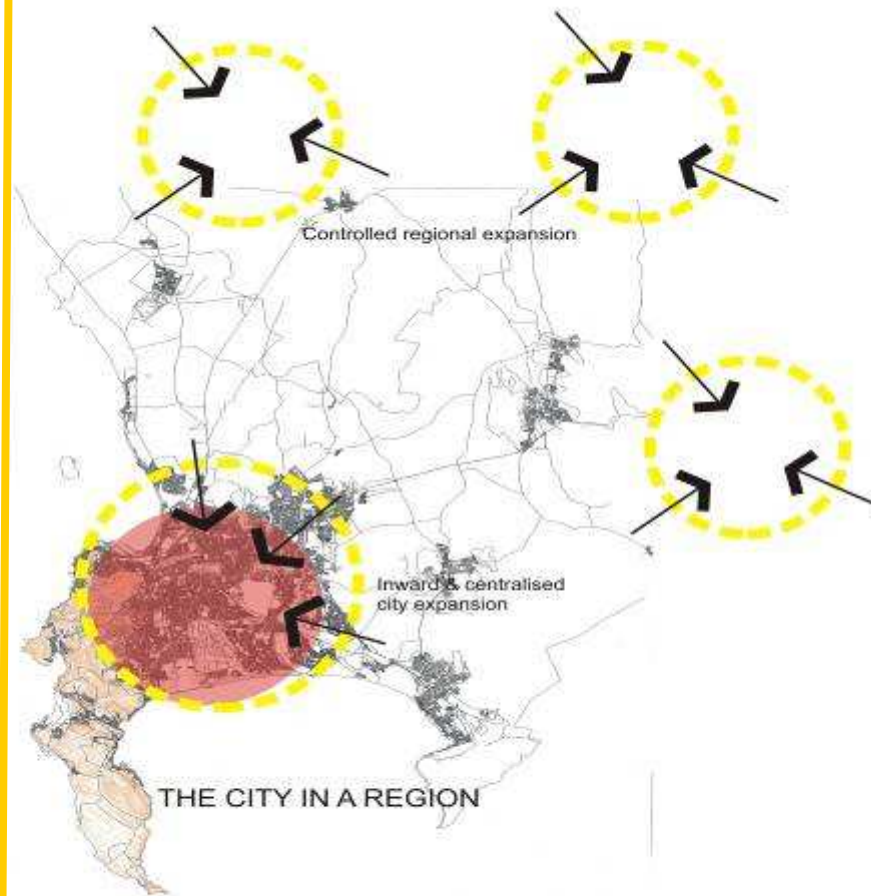 Controlled regional expansion
Inward & centralised
city expansion
THE CITY IN A REGION